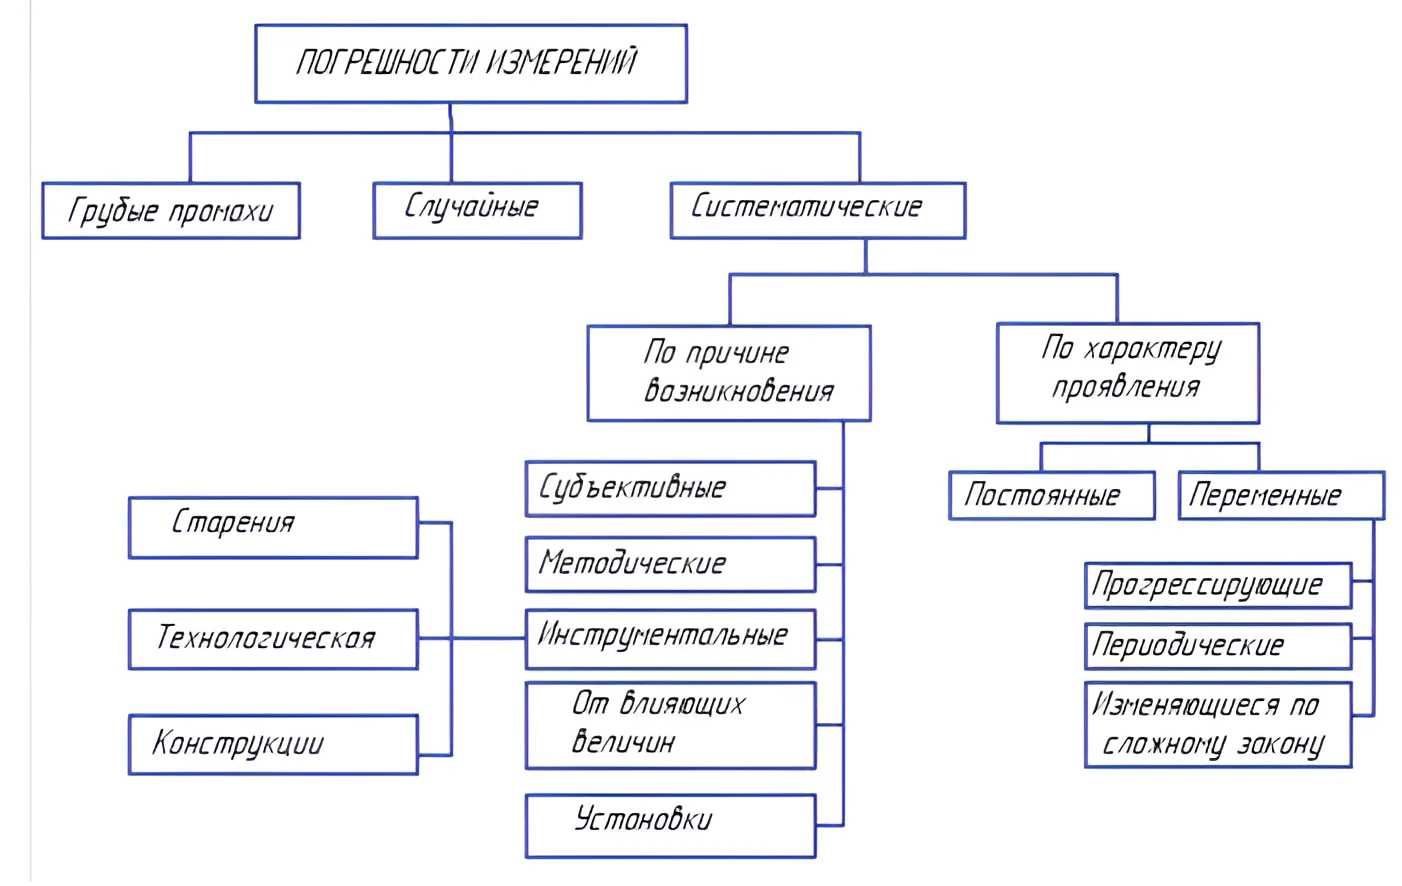 ПОГРЕШНОСТИ ИЗМЕРЕНИЙ
Грубые промахи
Случайные
Систематические
По причине
возникновения
По характеру
проявления
Субъективные
Методические
Инструментальные
От влияющих
величин
Установки
Старения
Технологическая
Конструкции
Постоянные
Переменные
Прогрессирующие
Периодические
Изменяющиеся по
сложному закону